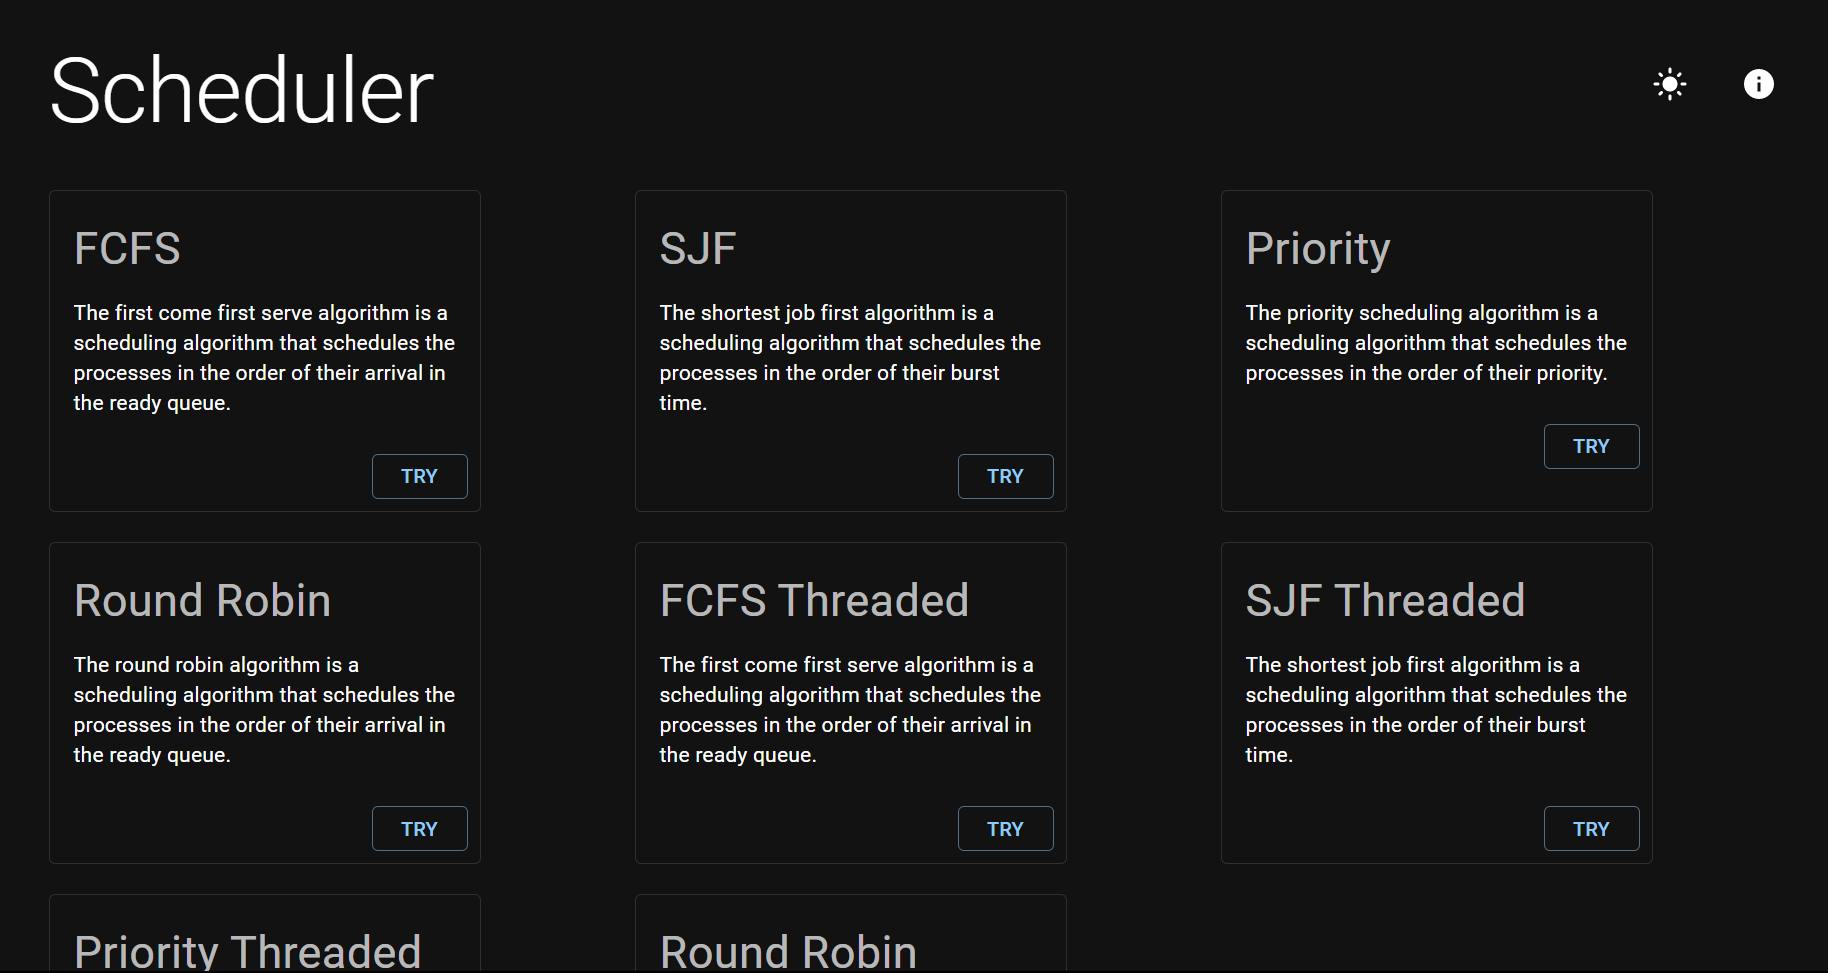 Scheduler
FCFS
The first come first serve algorithm is a
scheduling algorithm that schedules the
processes in the order of their arrival in
the ready queue.
TRY
SJF
The shortest job first algorithm is a
scheduling algorithm that schedules the
processes in the order of their burst
time.
TRY
Priority
The priority scheduling algorithm is a
scheduling algorithm that schedules the
processes in the order of their priority.
TRY
Round Robin
The round robin algorithm is a
scheduling algorithm that schedules the
processes in the order of their arrival in
the ready queue.
TRY
FCFS Threaded
The first come first serve algorithm is a
scheduling algorithm that schedules the
processes in the order of their arrival in
the ready queue.
TRY
SJF Threaded
The shortest job first algorithm is a
scheduling algorithm that schedules the
processes in the order of their burst
time.
TRY
Priority Threaded
Round Robin